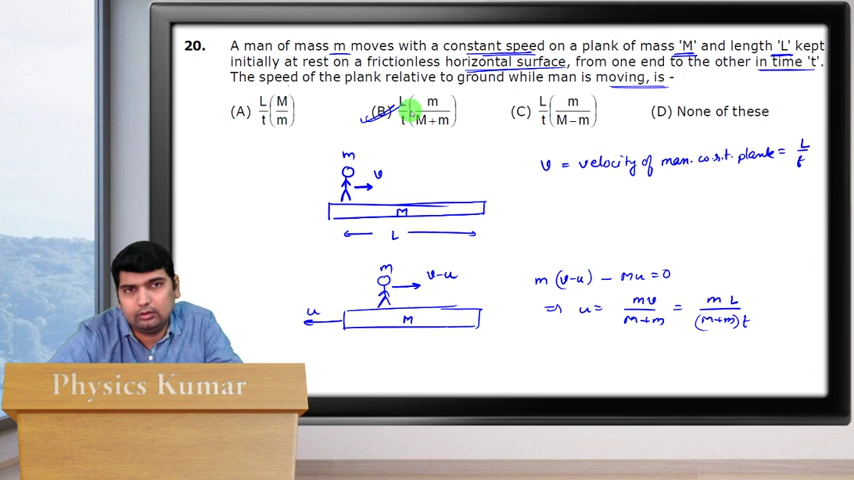 20. A man of mass m moves with a constant speed on a plank of mass 'M' and length 'L' kept
initially at rest on a frictionless horizontal surface, from one end to the other in time 't'.
The speed of the plank relative to ground while man is moving, is -
(A) L/t (M/m) (B) L/t (m/M+m) (C) L/t (m/M−m) (D) None of these
m
v
v = velocity of man. w.r.t. plank = L/t
M
L
m
v-u
m (v-u) - Mu = 0
u
⇒ u = mv/M+m = m L/(M+m)t
M
Physics Kumar